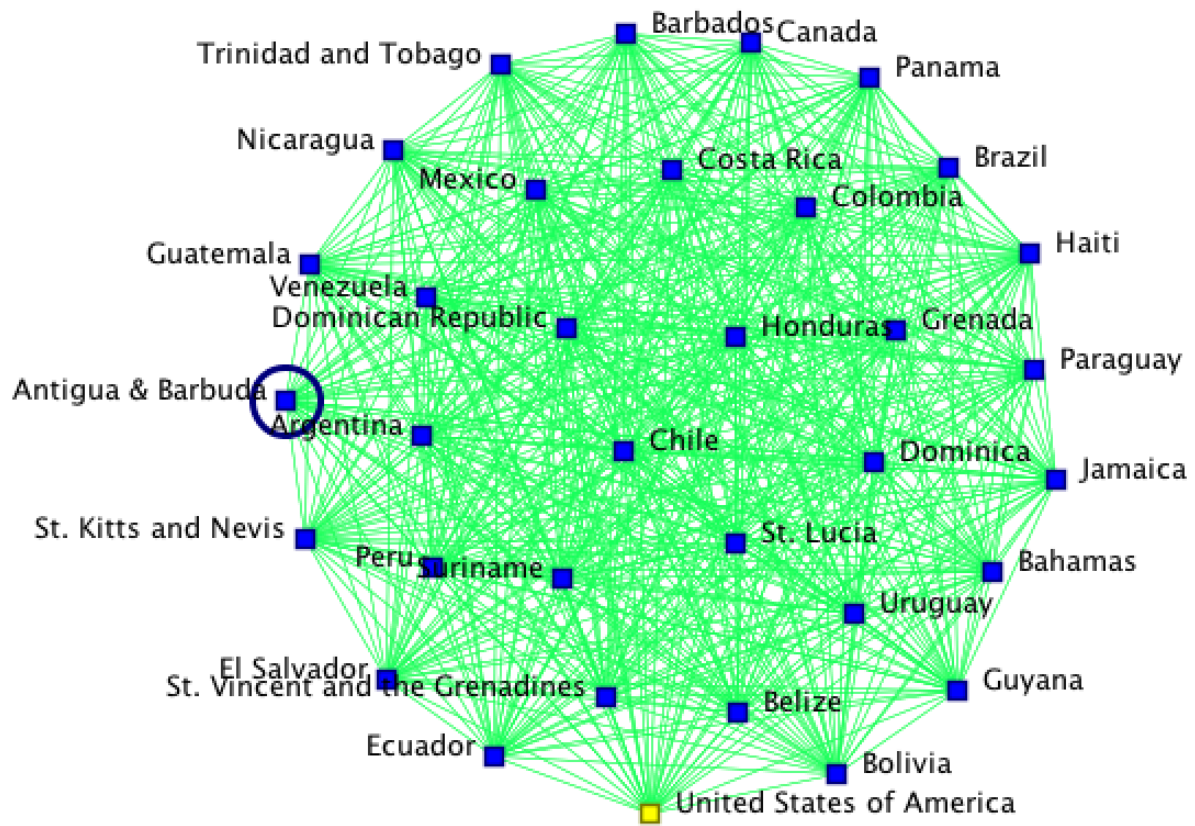 Barbados
Canada
Trinidad and Tobago
Panama
Nicaragua
Costa Rica
Brazil
Mexico
Colombia
Haiti
Guatemala
Venezuela
Dominican Republic
Honduras
Grenada
Paraguay
Antigua & Barbuda
Argentina
Chile
Dominica
Jamaica
St. Kitts and Nevis
St. Lucia
Peru
Suriname
Bahamas
Uruguay
El Salvador
St. Vincent and the Grenadines
Guyana
Belize
Ecuador
Bolivia
United States of America